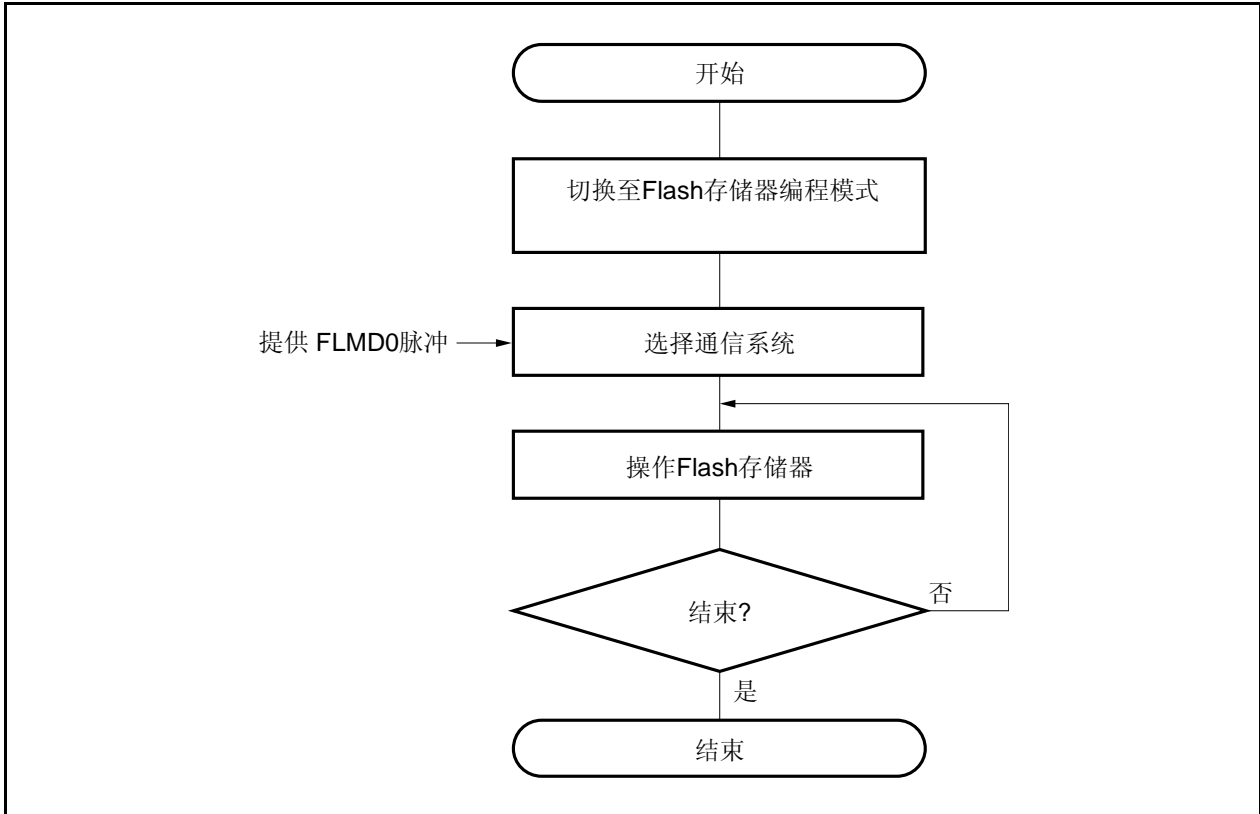 开始
切换至Flash存储器编程模式
提供 FLMD0脉冲
选择通信系统
操作Flash存储器
结束?
否
是
结束